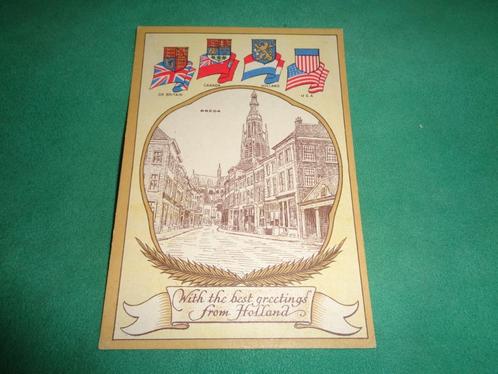 GR. BRITAIN
CANADA
HOLLAND
U.S.A.
BREDA
With the best greetings
from Holland